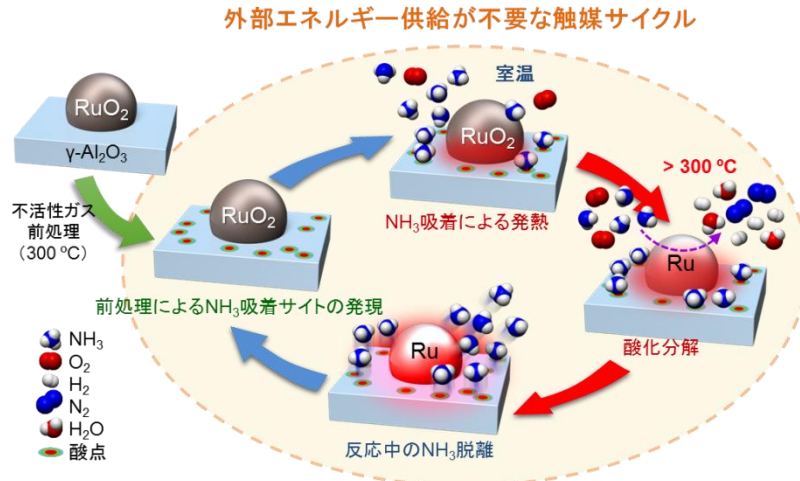 外部エネルギー供給が不要な触媒サイクル
RuO2
γ-Al2O3
不活性ガス
前処理
（300 ºC）
RuO2
前処理によるNH3吸着サイトの発現
室温
RuO2
NH3吸着による発熱
> 300 ºC
Ru
酸化分解
Ru
反応中のNH3脱離
NH3
O2
H2
N2
H2O
酸点